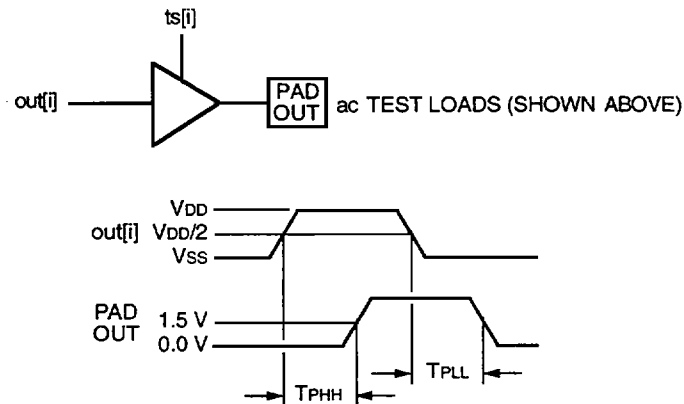 ts[i]
out[i]
PAD
OUT
ac TEST LOADS (SHOWN ABOVE)
VDD
out[i] VDD/2
VSS
PAD
OUT
1.5 V
0.0 V
TPLL
TPHH